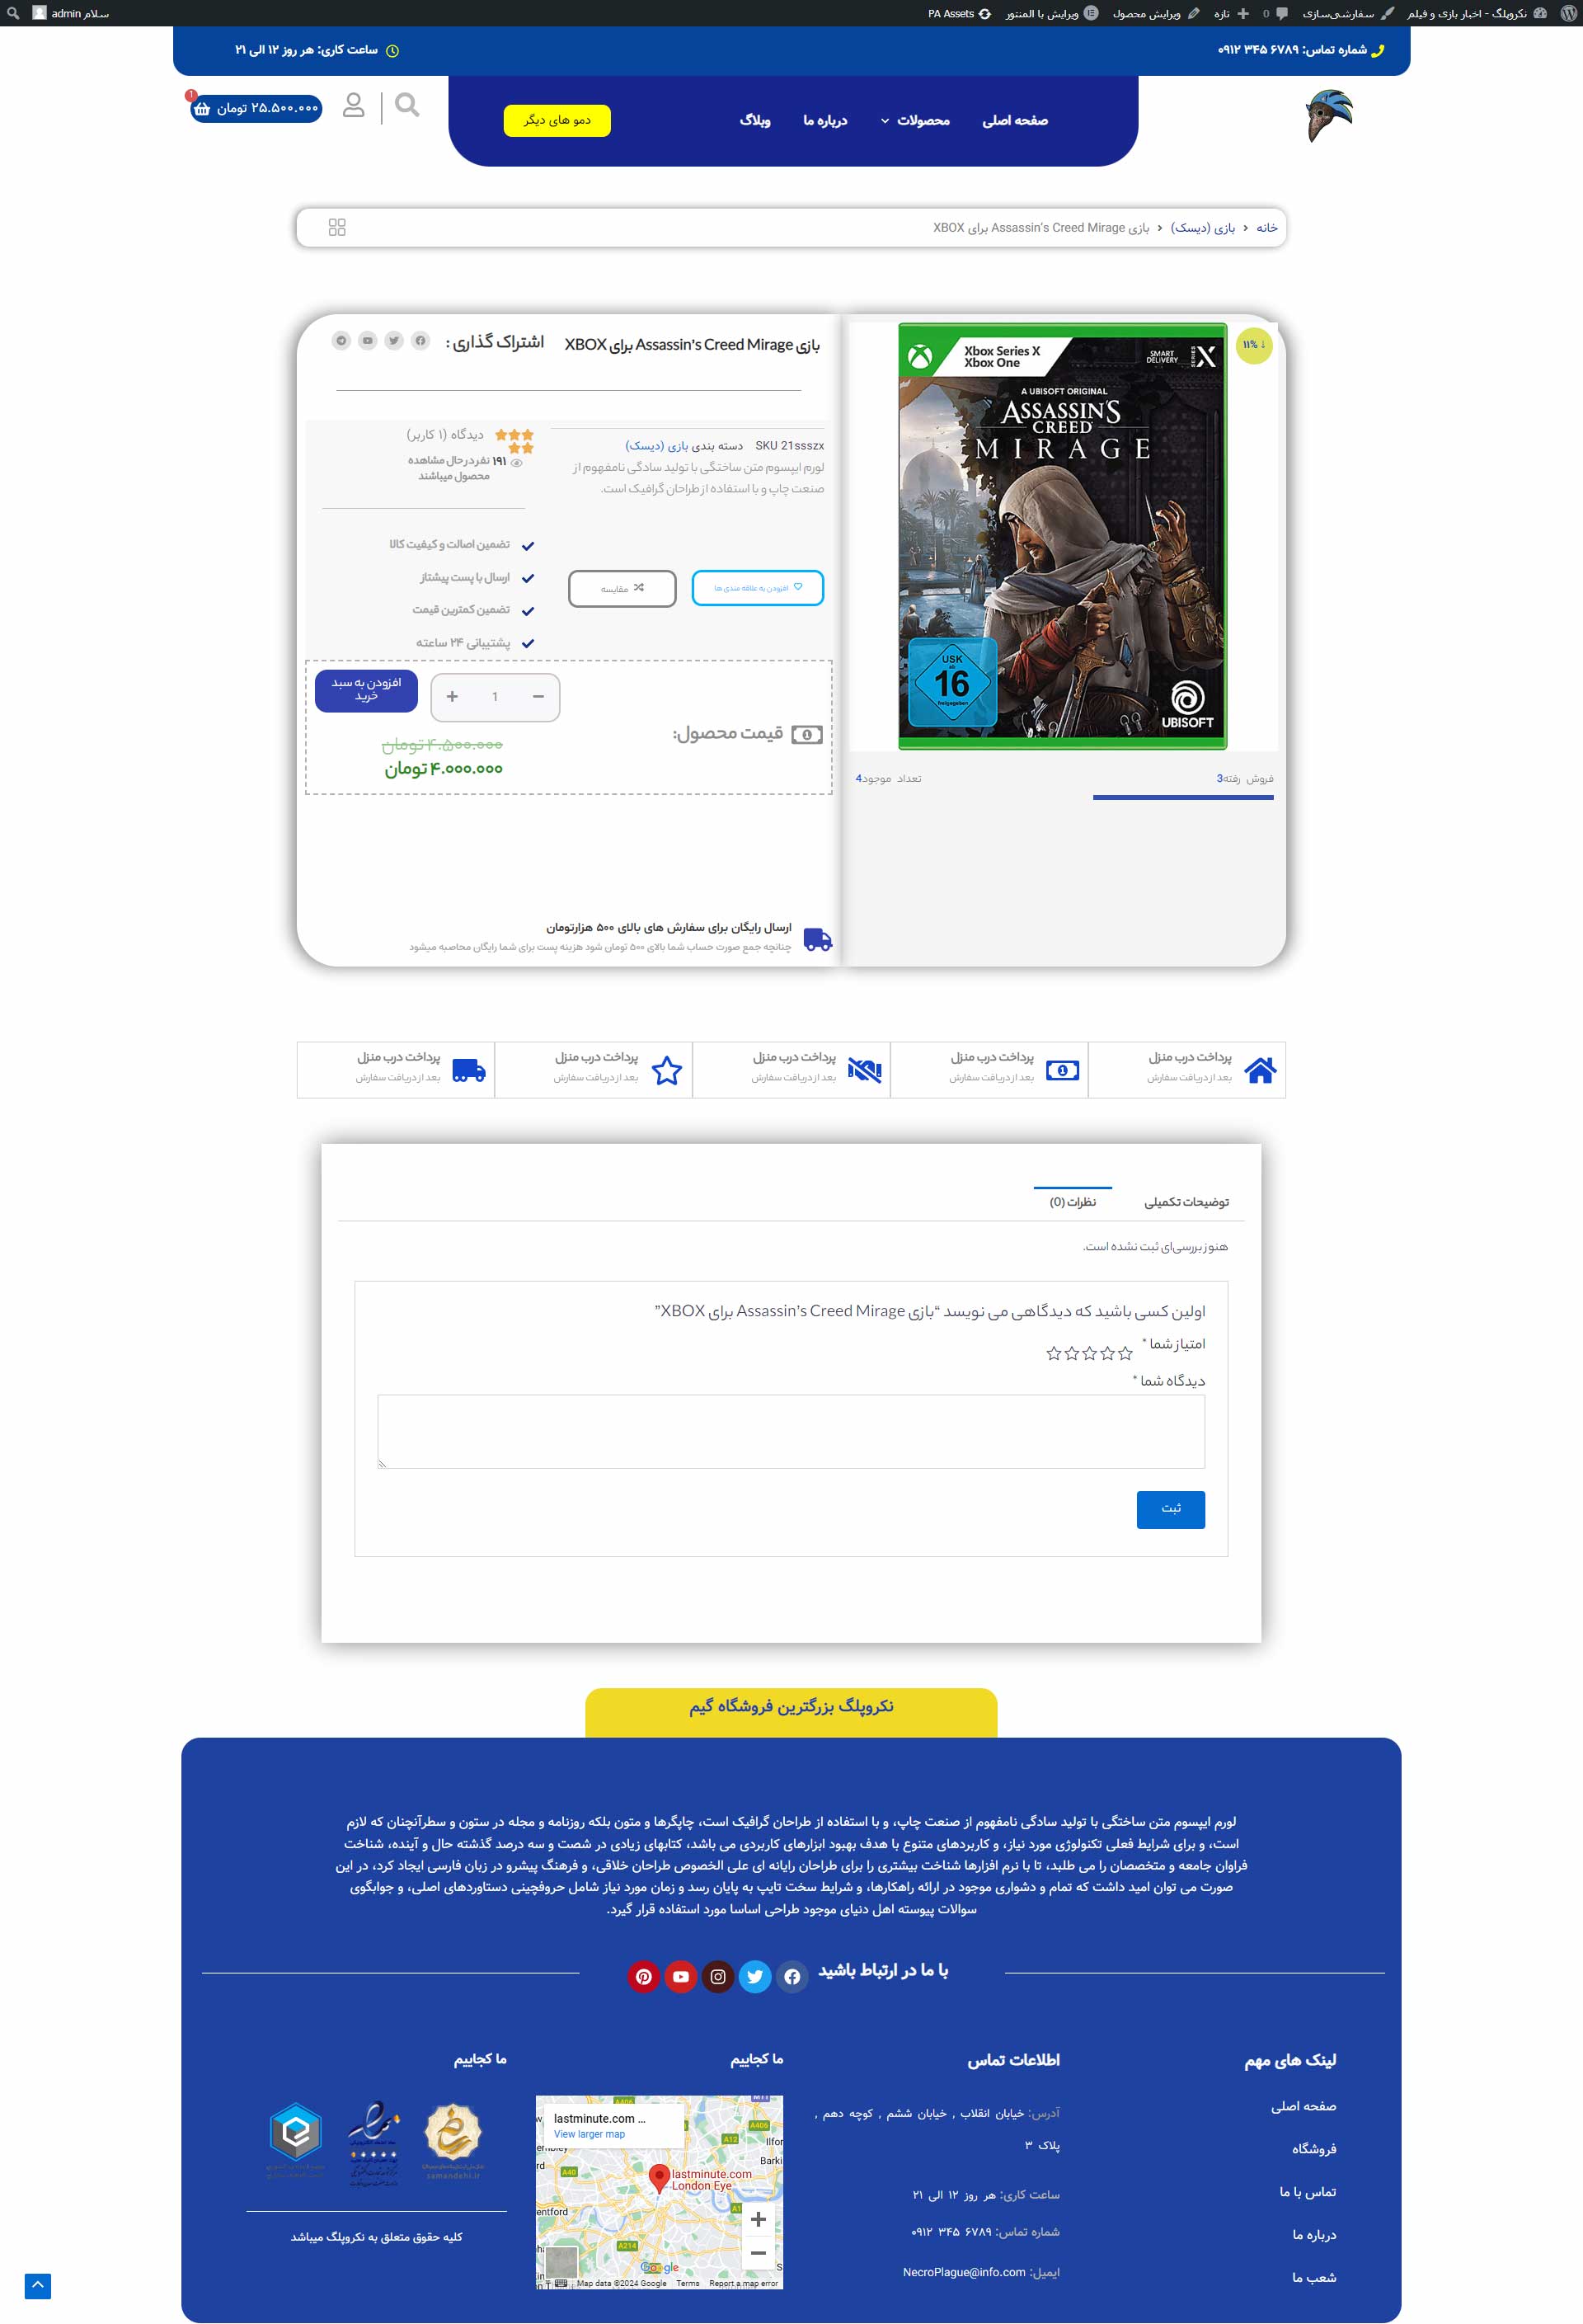 نکروپلگ - اخبار بازی و فیلم سفارشی‌سازی 0 تازه ویرایش محصول ویرایش با المنتور PA Assets سلام admin
شماره تماس: ۶۷۸۹ ۳۴۵ ۰۹۱۲ ساعت کاری: هر روز ۱۲ الی ۲۱
صفحه اصلی محصولات درباره ما وبلاگ دمو های دیگر ۲۵.۵۰۰.۰۰۰ تومان ۱
خانه بازی (دیسک) بازی Assassin’s Creed Mirage برای XBOX
۱۱%
Xbox Series X
Xbox One
SMART DELIVERY
SERIES X
A UBISOFT ORIGINAL
ASSASSIN'S
CREED
MIRAGE
USK
ab
16
freigegeben
UBISOFT
فروش رفته3 تعداد موجود4
بازی Assassin’s Creed Mirage برای XBOX اشتراک گذاری :
SKU 21ssszx دسته بندی بازی (دیسک)
لورم ایپسوم متن ساختگی با تولید سادگی نامفهوم از
صنعت چاپ و با استفاده از طراحان گرافیک است.
افزودن به علاقه مندی ها مقایسه
دیدگاه (۱ کاربر)
۱۹۱ نفر در حال مشاهده
محصول میباشند
تضمین اصالت و کیفیت کالا
ارسال با پست پیشتاز
تضمین کمترین قیمت
پشتیبانی ۲۴ ساعته
قیمت محصول:
− 1 +
افزودن به سبد
خرید
۴.۵۰۰.۰۰۰ تومان
۴.۰۰۰.۰۰۰ تومان
ارسال رایگان برای سفارش های بالای ۵۰۰ هزارتومان
چنانچه جمع صورت حساب شما بالای ۵۰۰ تومان شود هزینه پست برای شما رایگان محاصبه میشود
پرداخت درب منزل پرداخت درب منزل پرداخت درب منزل پرداخت درب منزل پرداخت درب منزل
بعد از دریافت سفارش بعد از دریافت سفارش بعد از دریافت سفارش بعد از دریافت سفارش بعد از دریافت سفارش
توضیحات تکمیلی نظرات (0)
هنوز بررسی‌ای ثبت نشده است.
اولین کسی باشید که دیدگاهی می نویسد “بازی Assassin’s Creed Mirage برای XBOX”
امتیاز شما *
دیدگاه شما *
ثبت
نکروپلگ بزرگترین فروشگاه گیم
لورم ایپسوم متن ساختگی با تولید سادگی نامفهوم از صنعت چاپ، و با استفاده از طراحان گرافیک است، چاپگرها و متون بلکه روزنامه و مجله در ستون و سطرآنچنان که لازم
است، و برای شرایط فعلی تکنولوژی مورد نیاز، و کاربردهای متنوع با هدف بهبود ابزارهای کاربردی می باشد، کتابهای زیادی در شصت و سه درصد گذشته حال و آینده، شناخت
فراوان جامعه و متخصصان را می طلبد، تا با نرم افزارها شناخت بیشتری را برای طراحان رایانه ای علی الخصوص طراحان خلاقی، و فرهنگ پیشرو در زبان فارسی ایجاد کرد، در این
صورت می توان امید داشت که تمام و دشواری موجود در ارائه راهکارها، و شرایط سخت تایپ به پایان رسد و زمان مورد نیاز شامل حروفچینی دستاوردهای اصلی، و جوابگوی
سوالات پیوسته اهل دنیای موجود طراحی اساسا مورد استفاده قرار گیرد.
با ما در ارتباط باشید
لینک های مهم
صفحه اصلی
فروشگاه
تماس با ما
درباره ما
شعب ما
اطلاعات تماس
آدرس: خیابان انقلاب , خیابان ششم , کوچه دهم ,
پلاک ۳
ساعت کاری: هر روز ۱۲ الی ۲۱
شماره تماس: ۶۷۸۹ ۳۴۵ ۰۹۱۲
ایمیل: NecroPlague@info.com
ما کجاییم
lastminute.com ...
View larger map
A406
A12
A40
Ilfor
Barki
lastminute.com
London Eye
entford
A214
Google
Map data ©2024 Google Terms Report a map error
ما کجاییم
samandehi.ir
کلیه حقوق متعلق به نکروپلگ میباشد